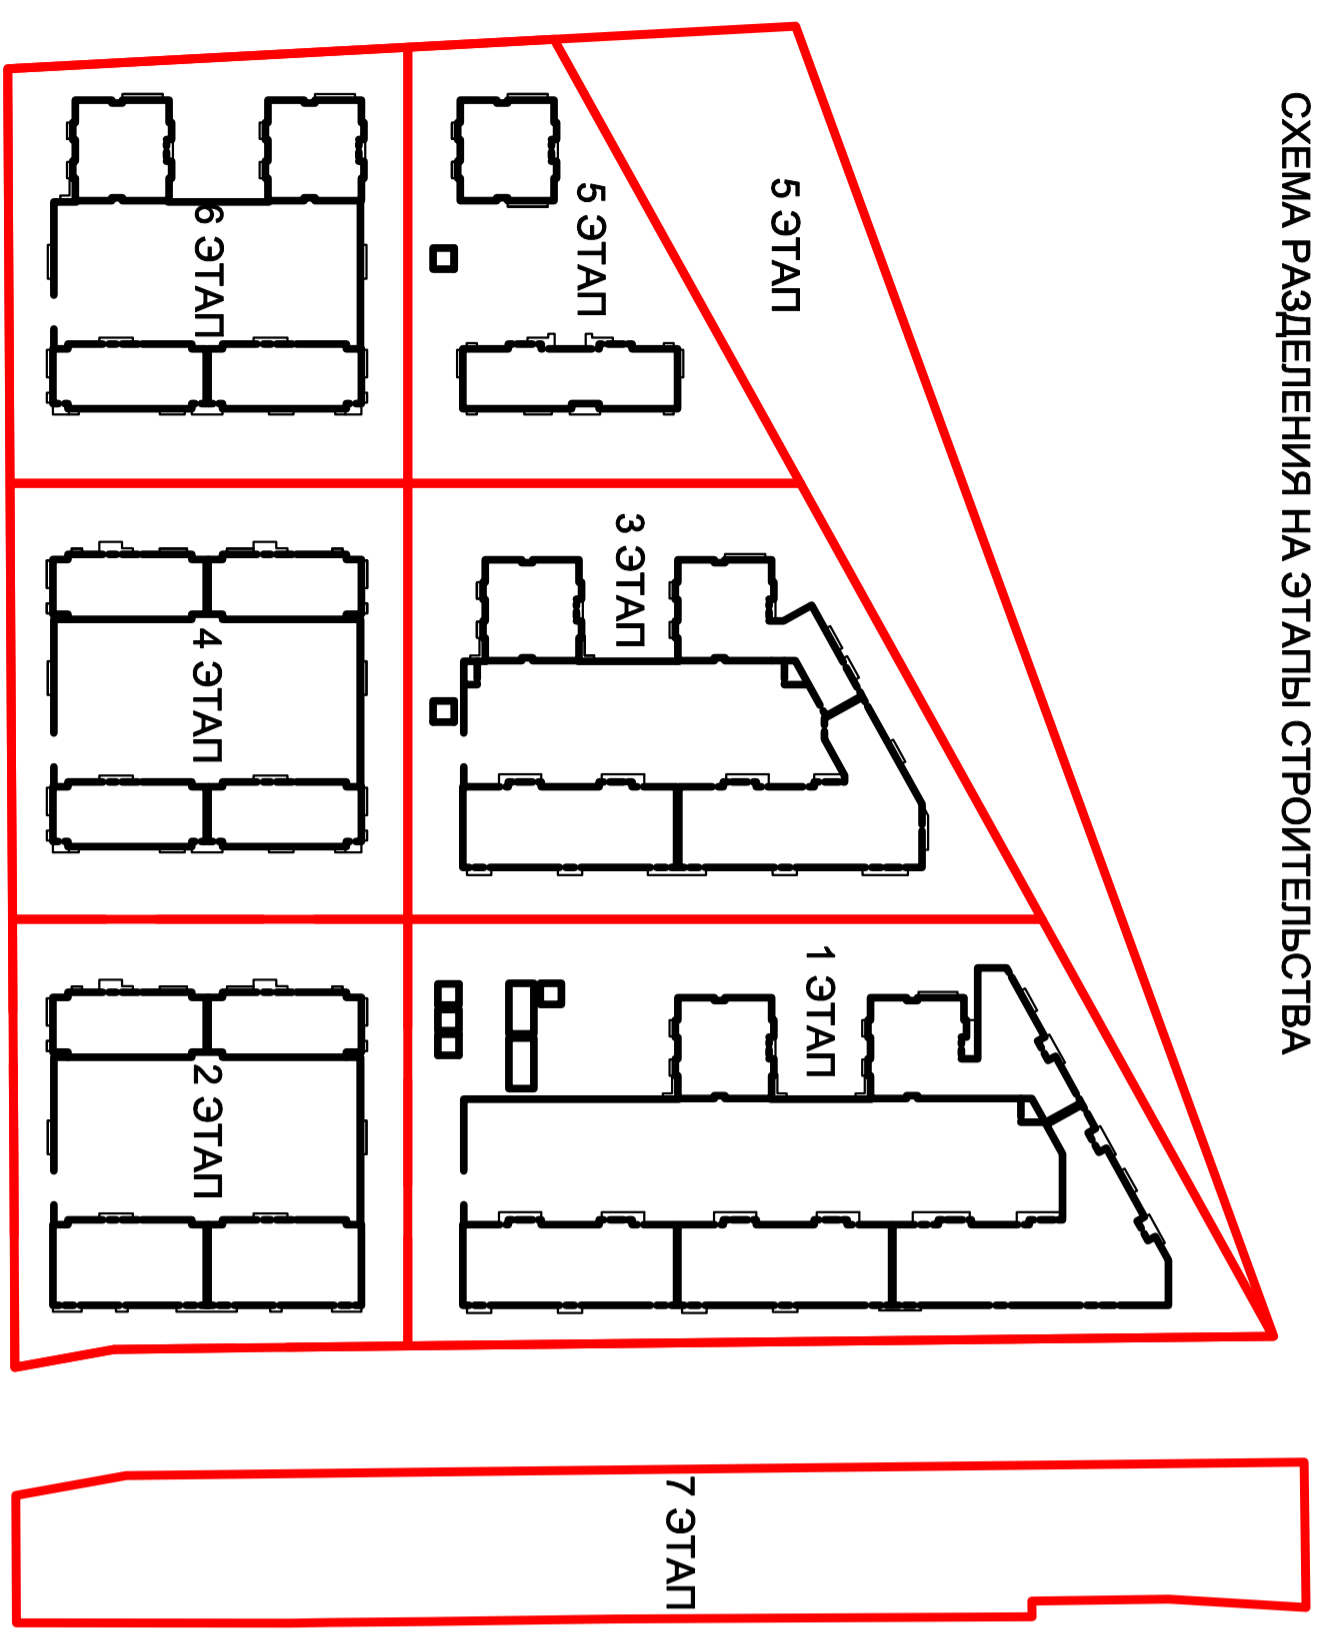 СХЕМА РАЗДЕЛЕНИЯ НА ЭТАПЫ СТРОИТЕЛЬСТВА
5 ЭТАП
5 ЭТАП
6 ЭТАП
3 ЭТАП
4 ЭТАП
1 ЭТАП
2 ЭТАП
7 ЭТАП